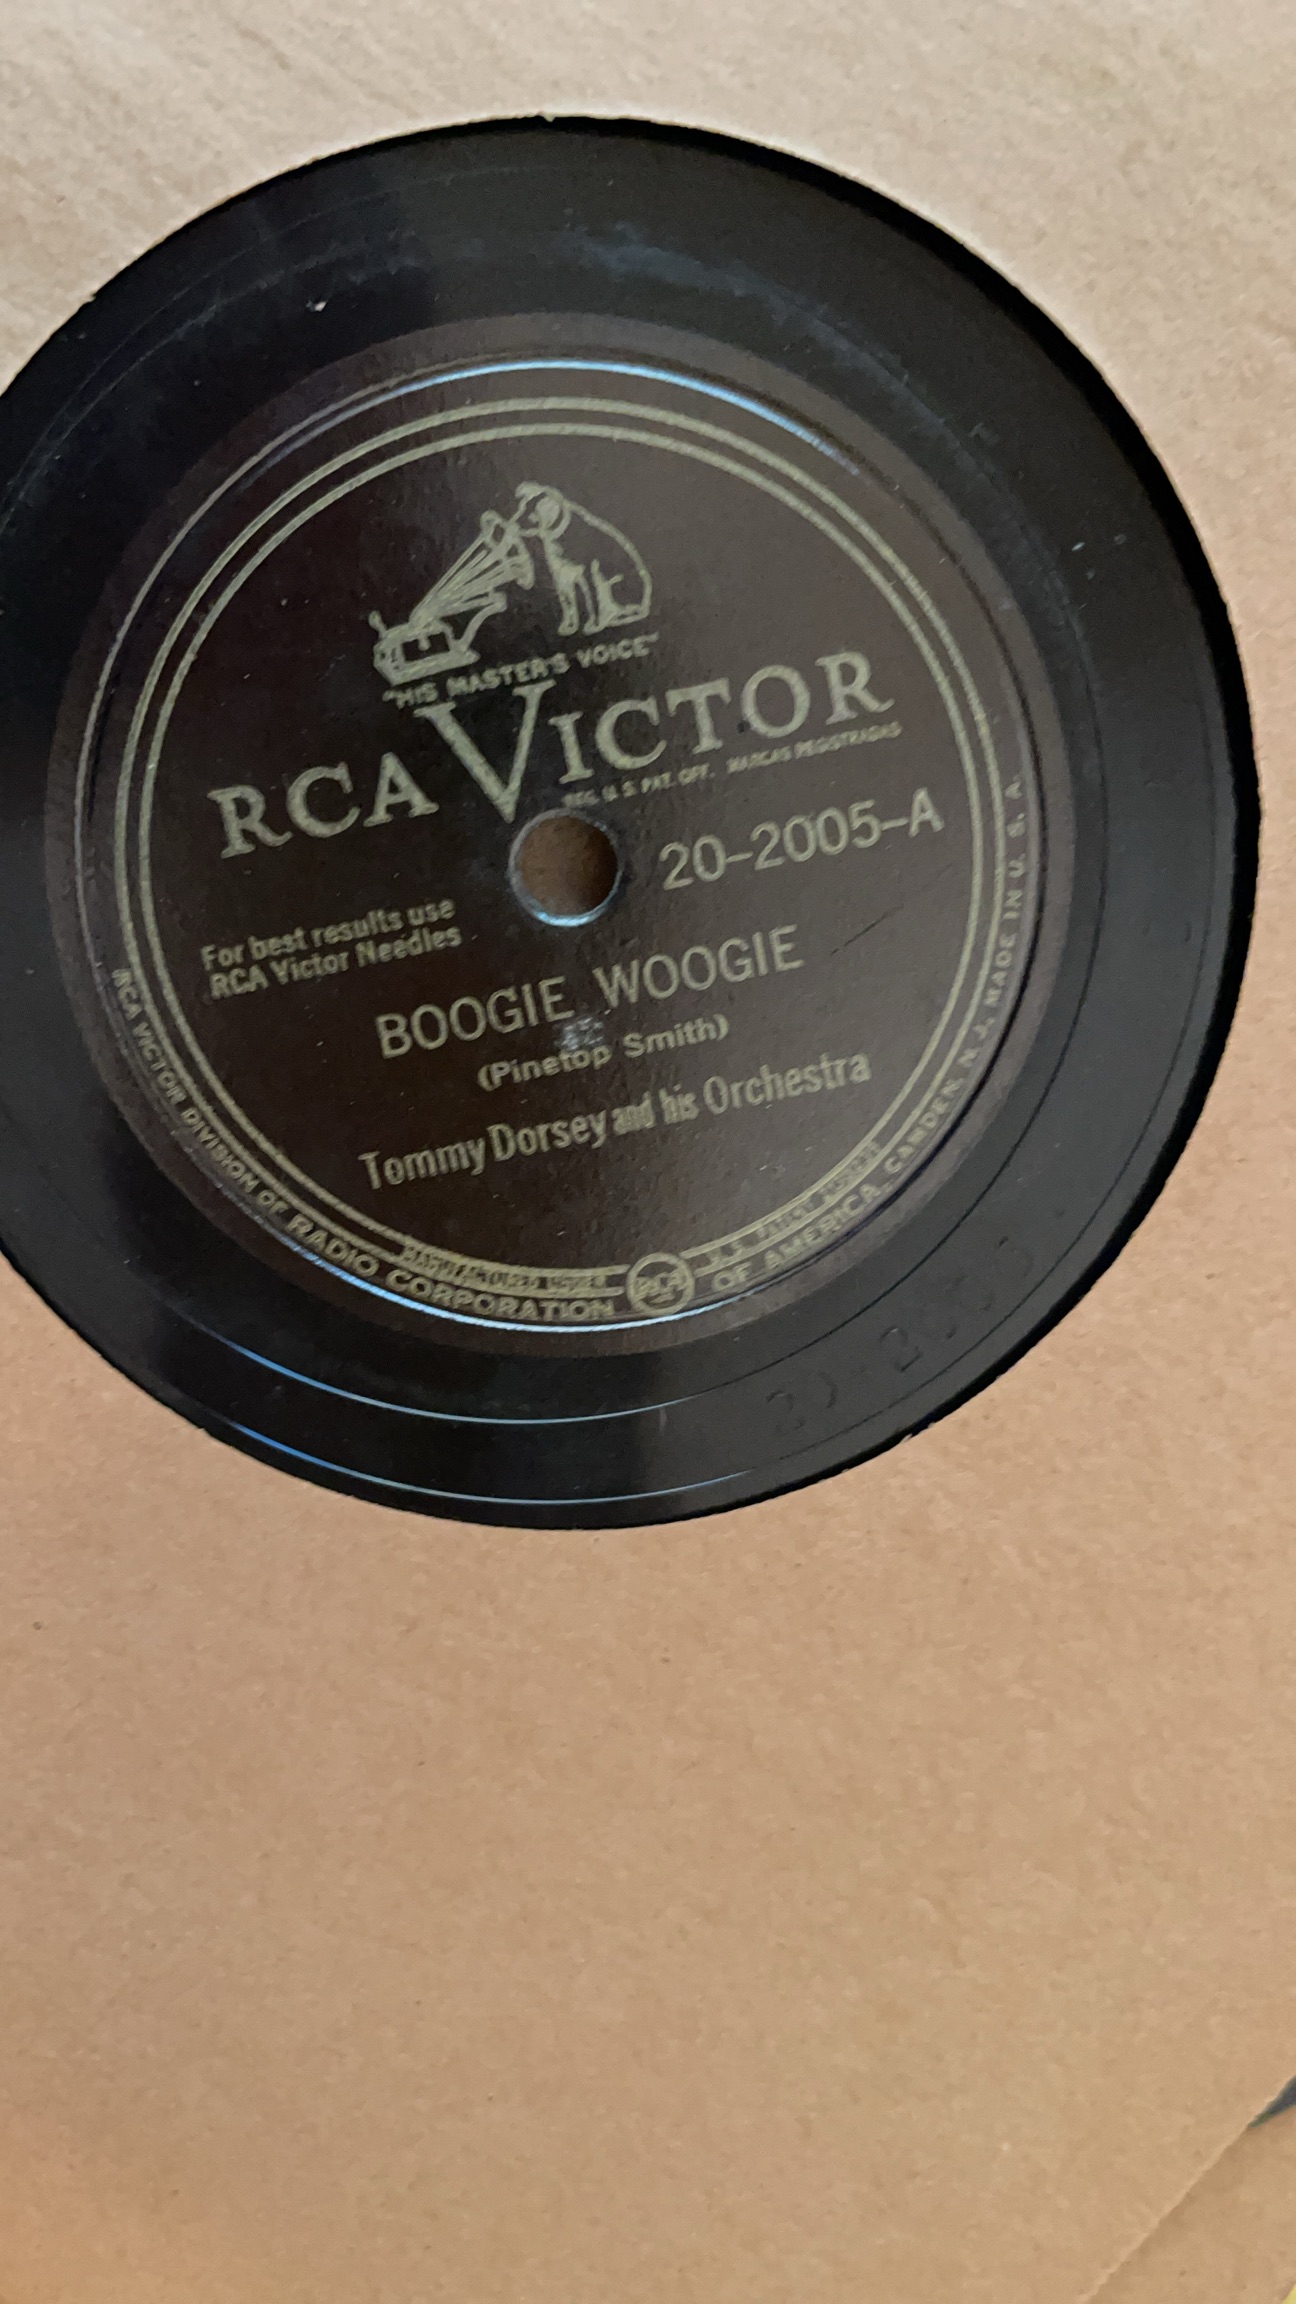 "HIS MASTER'S VOICE"
RCA VICTOR
REG. U. S. PAT. OFF. MARCAS REGISTRADAS
20-2005-A
For best results use
RCA Victor Needles
BOOGIE WOOGIE
(Pinetop Smith)
Tommy Dorsey and his Orchestra
RCA VICTOR DIVISION OF RADIO CORPORATION OF AMERICA, CAMDEN, N. J. MADE IN U. S. A.
RCA